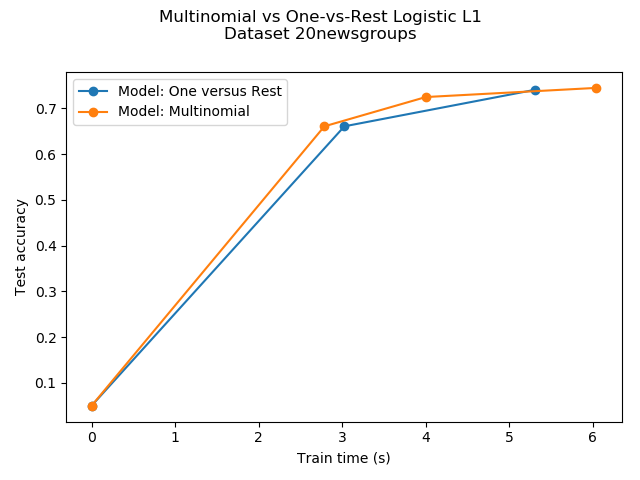 Multinomial vs One-vs-Rest Logistic L1
Dataset 20newsgroups
Model: One versus Rest
Model: Multinomial
0.7
0.6
0.5
0.4
0.3
0.2
0.1
Test accuracy
0 1 2 3 4 5 6
Train time (s)